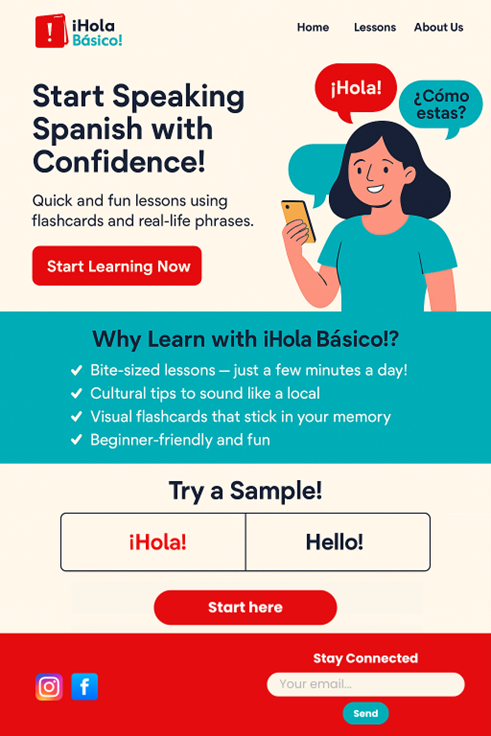 !
¡Hola
Básico!
Home
Lessons
About Us
Start Speaking
Spanish with
Confidence!
¡Hola!
¿Cómo
estas?
Quick and fun lessons using
flashcards and real-life phrases.
Start Learning Now
Why Learn with ¡Hola Básico!?
✔ Bite-sized lessons — just a few minutes a day!
✔ Cultural tips to sound like a local
✔ Visual flashcards that stick in your memory
✔ Beginner-friendly and fun
Try a Sample!
¡Hola!
Hello!
Start here
Stay Connected
Your email...
Send